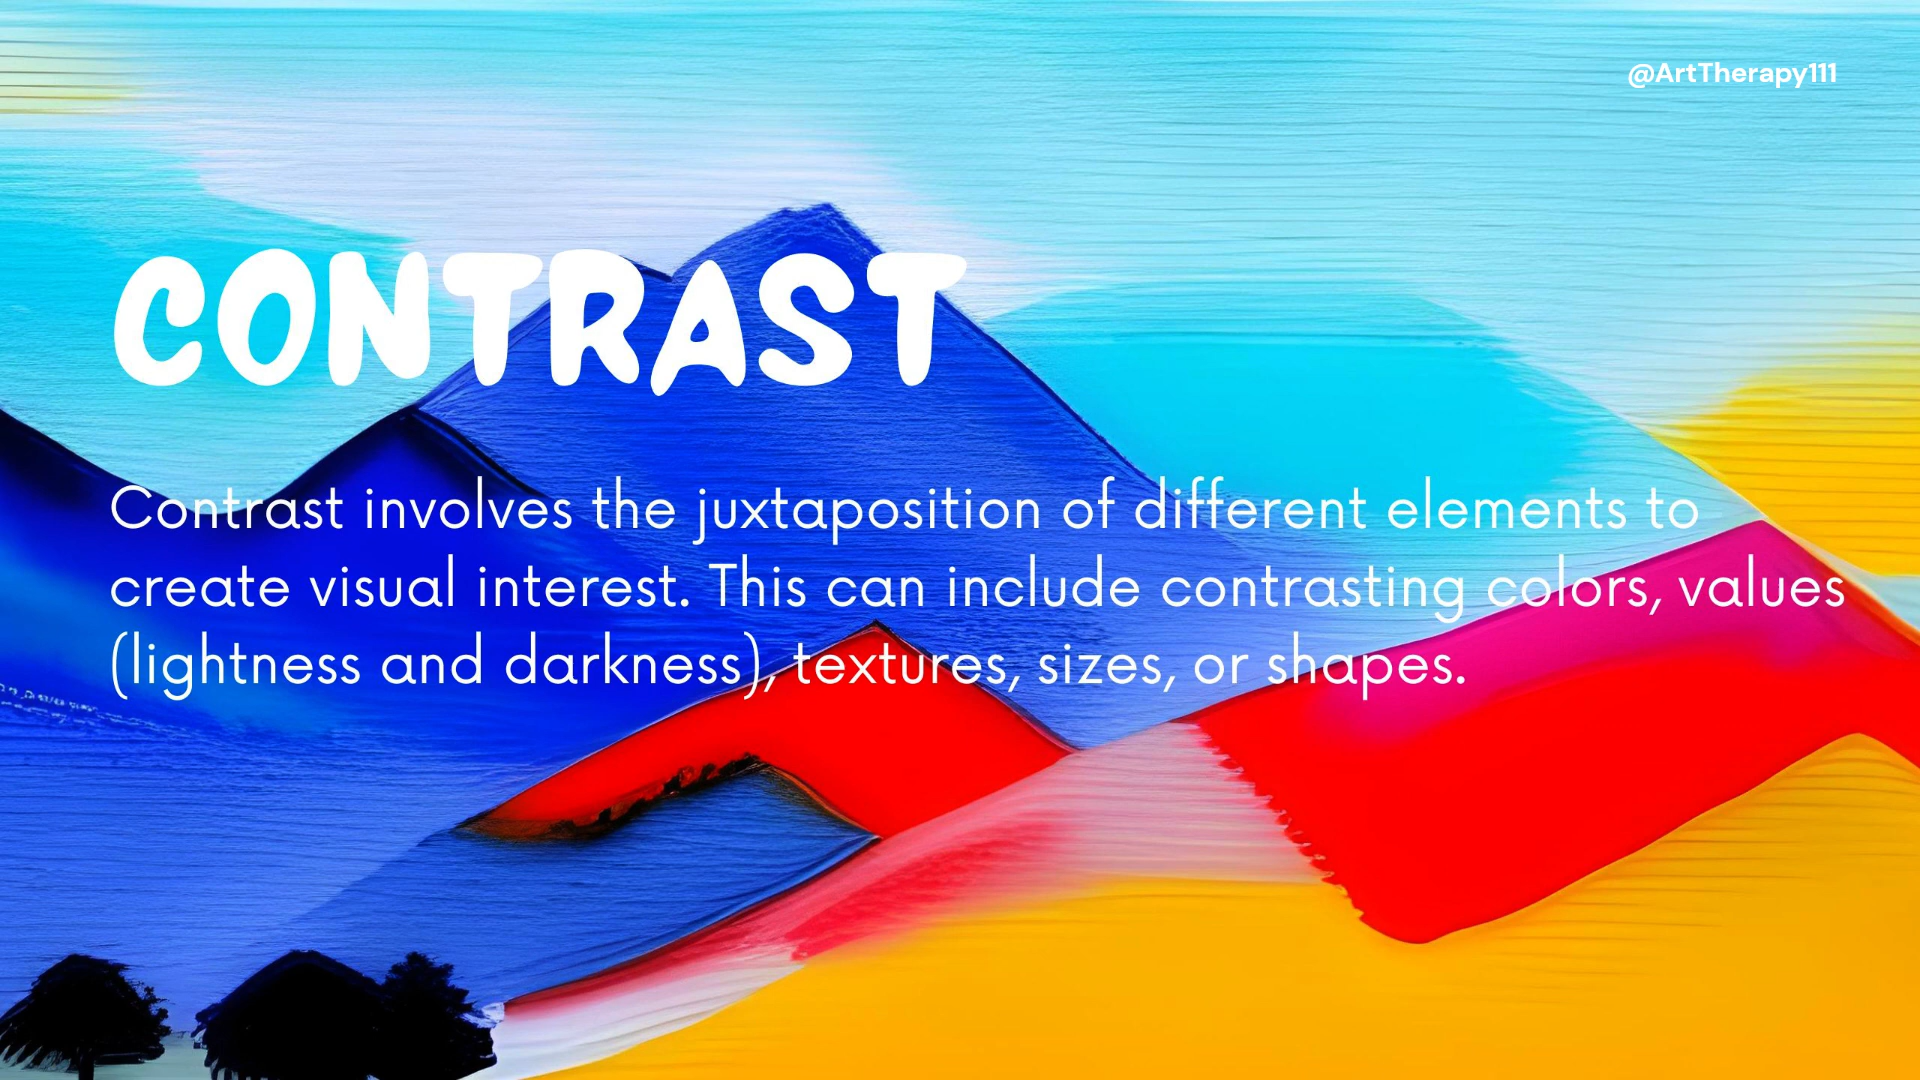 @ArtTherapy111
CONTRAST
Contrast involves the juxtaposition of different elements to
create visual interest. This can include contrasting colors, values
(lightness and darkness), textures, sizes, or shapes.